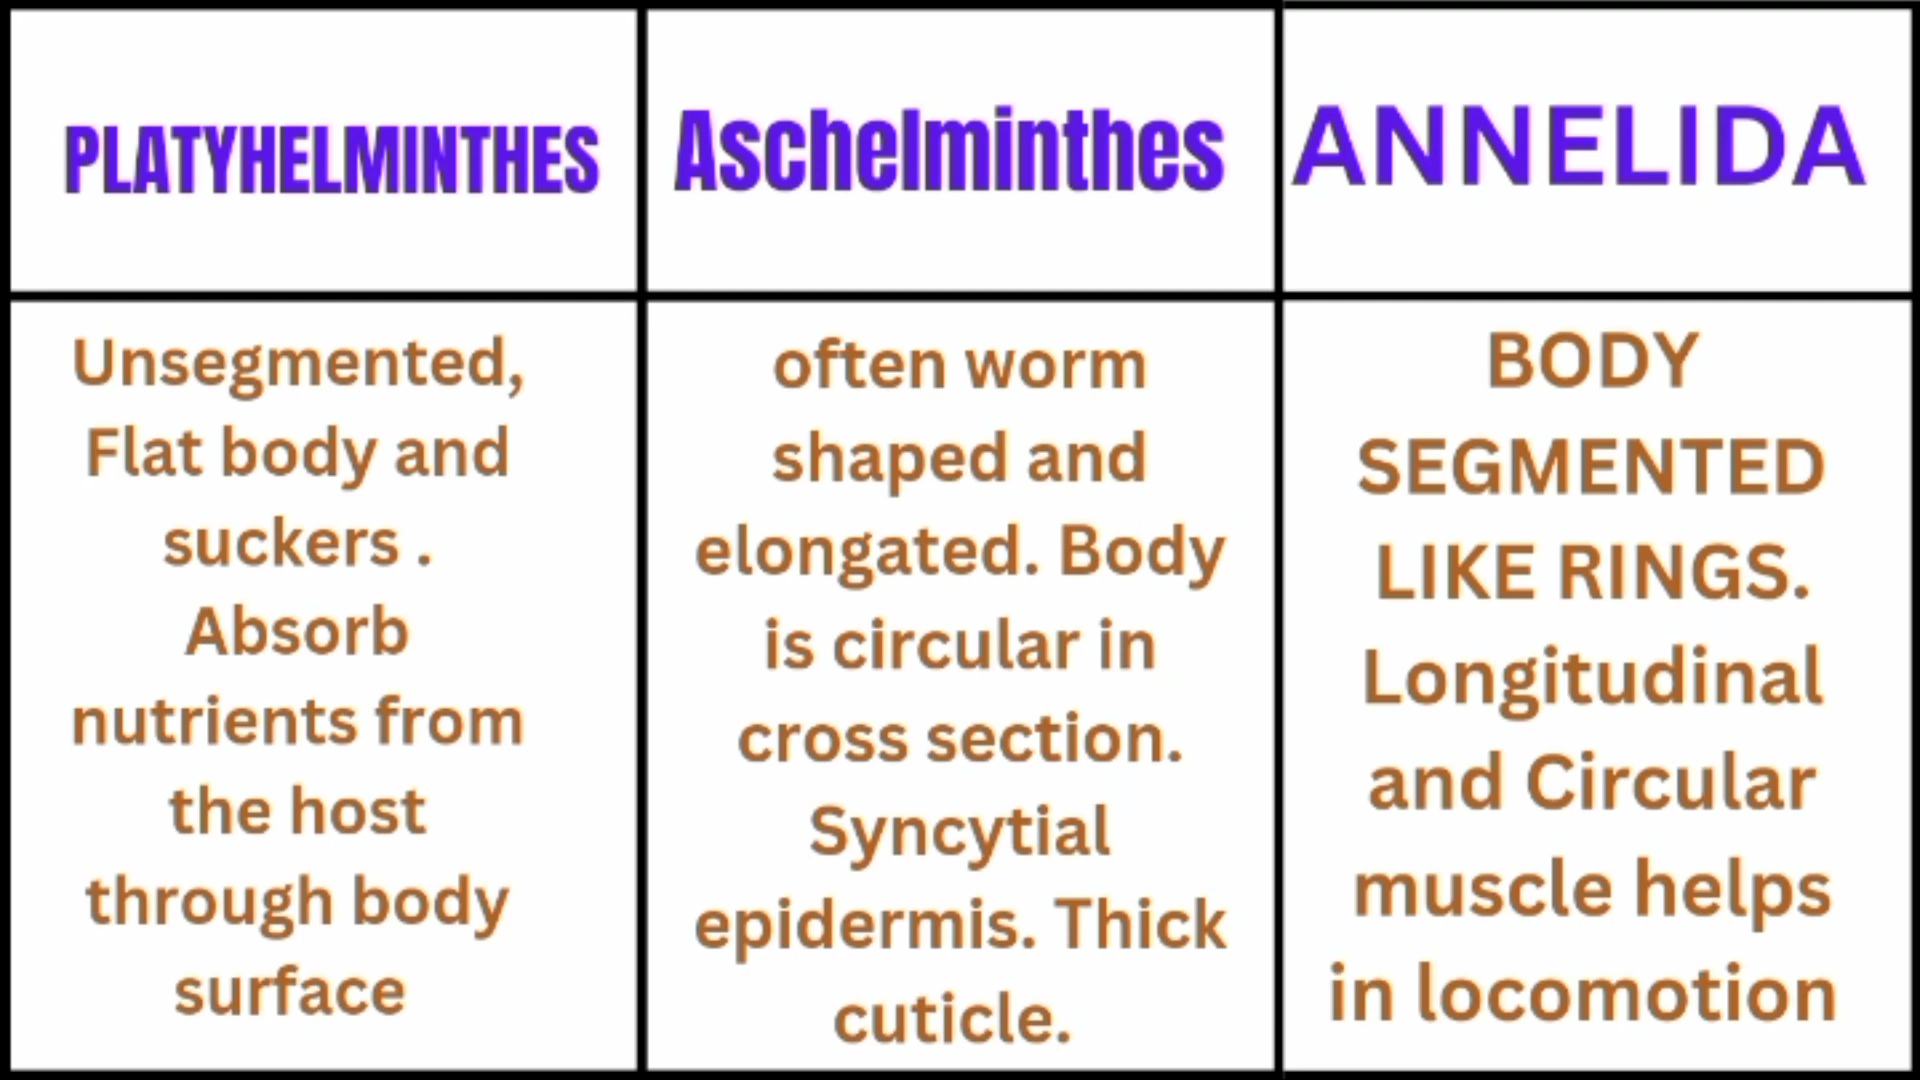 PLATYHELMINTHES
Aschelminthes
ANNELIDA
Unsegmented,
Flat body and
suckers .
Absorb
nutrients from
the host
through body
surface
often worm
shaped and
elongated. Body
is circular in
cross section.
Syncytial
epidermis. Thick
cuticle.
BODY
SEGMENTED
LIKE RINGS.
Longitudinal
and Circular
muscle helps
in locomotion